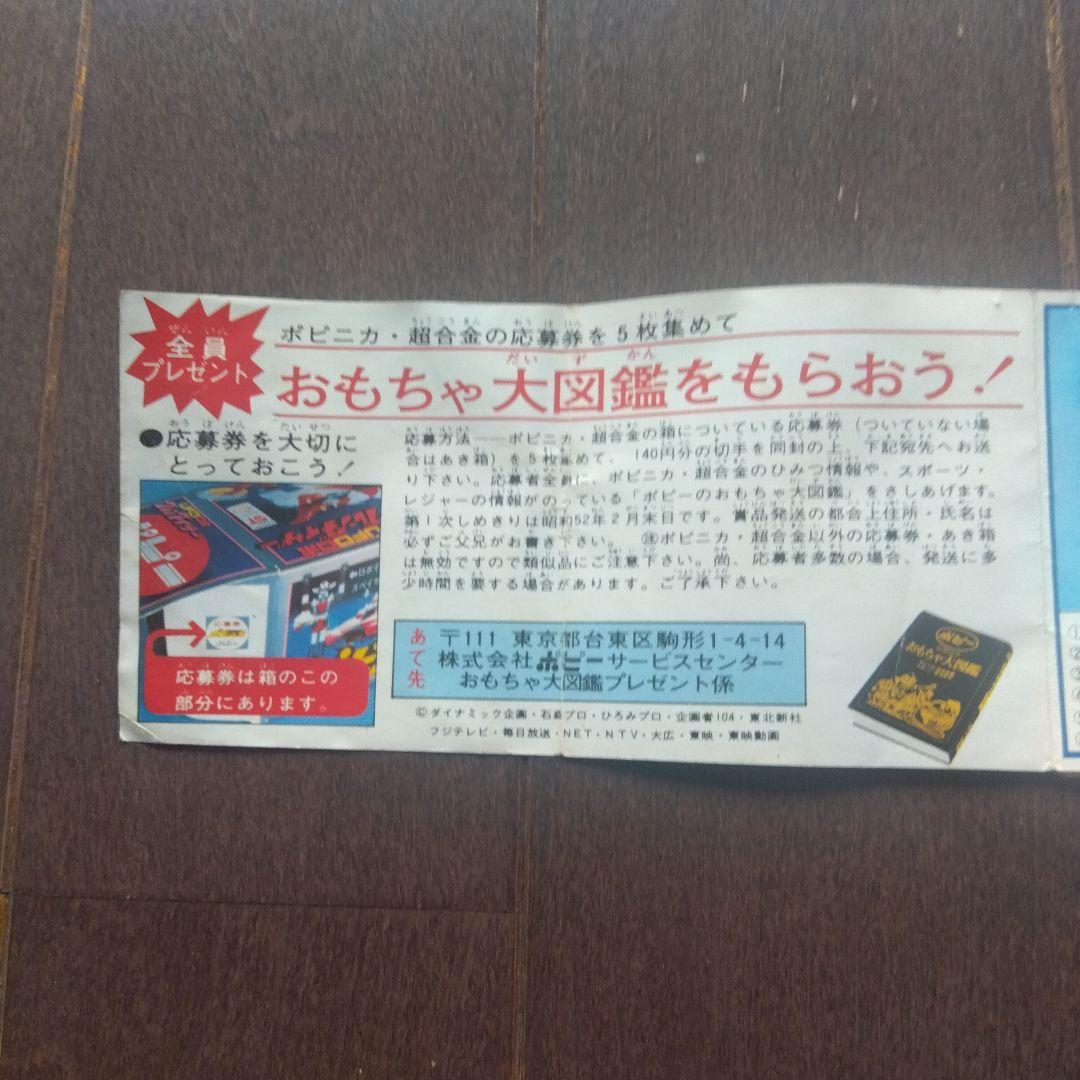 全員
プレゼント
ポピニカ・超合金の応募券を5枚集めて
おもちゃ大図鑑をもらおう!
●応募券を大切に
とっておこう!
応募方法——ポピニカ・超合金の箱についている応募券(ついていない場
合はあき箱)を5枚集めて、140円分の切手を同封の上、下記宛先へお送
り下さい。応募者全員に、ポピニカ・超合金のひみつ情報や、スポーツ・
レジャーの情報がのっている「ポピーのおもちゃ大図鑑」をさしあげます。
第1次しめきりは昭和52年2月末日です。賞品発送の都合上住所・氏名は
必ずご父兄がお書き下さい。 ㊟ポピニカ・超合金以外の応募券・あき箱
は無効ですので類似品にご注意下さい。尚、応募者多数の場合、発送に多
少時間を要する場合があります。ご了承下さい。
応募券
応募券は箱のこの
部分にあります。
あて先
〒111 東京都台東区駒形1-4-14
株式会社ポピーサービスセンター
おもちゃ大図鑑プレゼント係
©ダイナミック企画・石森プロ・ひろみプロ・企画者104・東北新社
フジテレビ・毎日放送・NET・NTV・大広・東映・東映動画
ポピー
おもちゃ大図鑑